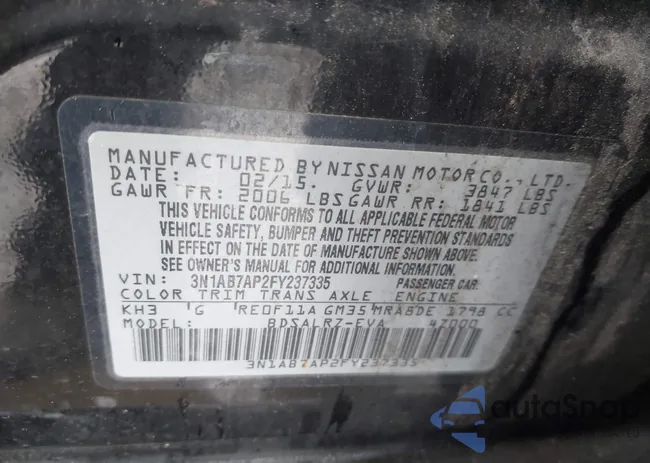 MANUFACTURED BY NISSAN MOTOR CO., LTD.
DATE: 02/15. GVWR: 3847 LBS
GAWR FR: 2006 LBS GAWR RR: 1841 LBS
THIS VEHICLE CONFORMS TO ALL APPLICABLE FEDERAL MOTOR
VEHICLE SAFETY, BUMPER AND THEFT PREVENTION STANDARDS
IN EFFECT ON THE DATE OF MANUFACTURE SHOWN ABOVE.
SEE OWNER'S MANUAL FOR ADDITIONAL INFORMATION.
VIN: 3N1AB7AP2FY237335 PASSENGER CAR.
COLOR TRIM TRANS AXLE ENGINE
KH3 G RE0F11A GM35 MRA8DE 1798 CC
MODEL: BDSALRZ-EVA 47000
3N1AB7AP2FY237335
autoSnap